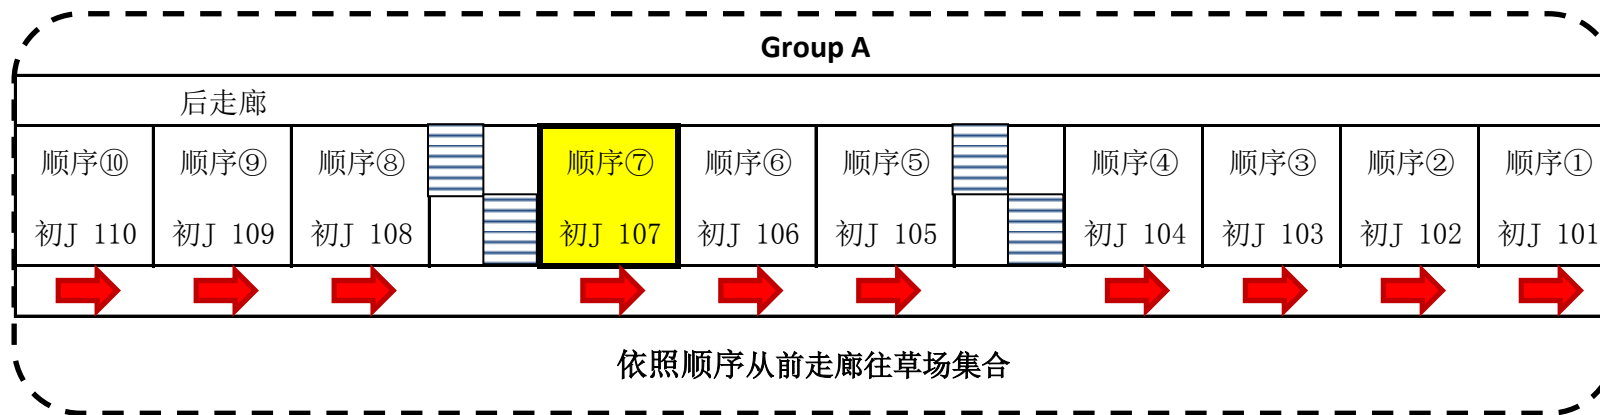 Group A
后走廊
顺序⑩ 顺序⑨ 顺序⑧ 顺序⑦ 顺序⑥ 顺序⑤ 顺序④ 顺序③ 顺序② 顺序①
初J 110 初J 109 初J 108 初J 107 初J 106 初J 105 初J 104 初J 103 初J 102 初J 101
依照顺序从前走廊往草场集合